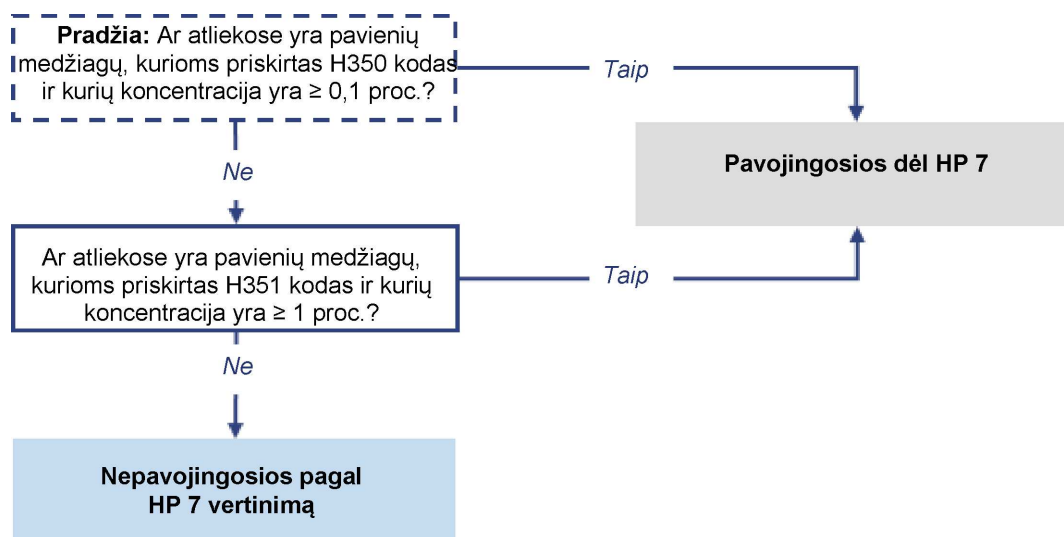 Pradžia: Ar atliekose yra pavienių
medžiagų, kurioms priskirtas H350 kodas
ir kurių koncentracija yra ≥ 0,1 proc.?
Taip
Pavojingosios dėl HP 7
Ne
Ar atliekose yra pavienių medžiagų,
kurioms priskirtas H351 kodas ir kurių
koncentracija yra ≥ 1 proc.?
Taip
Ne
Nepavojingosios pagal
HP 7 vertinimą